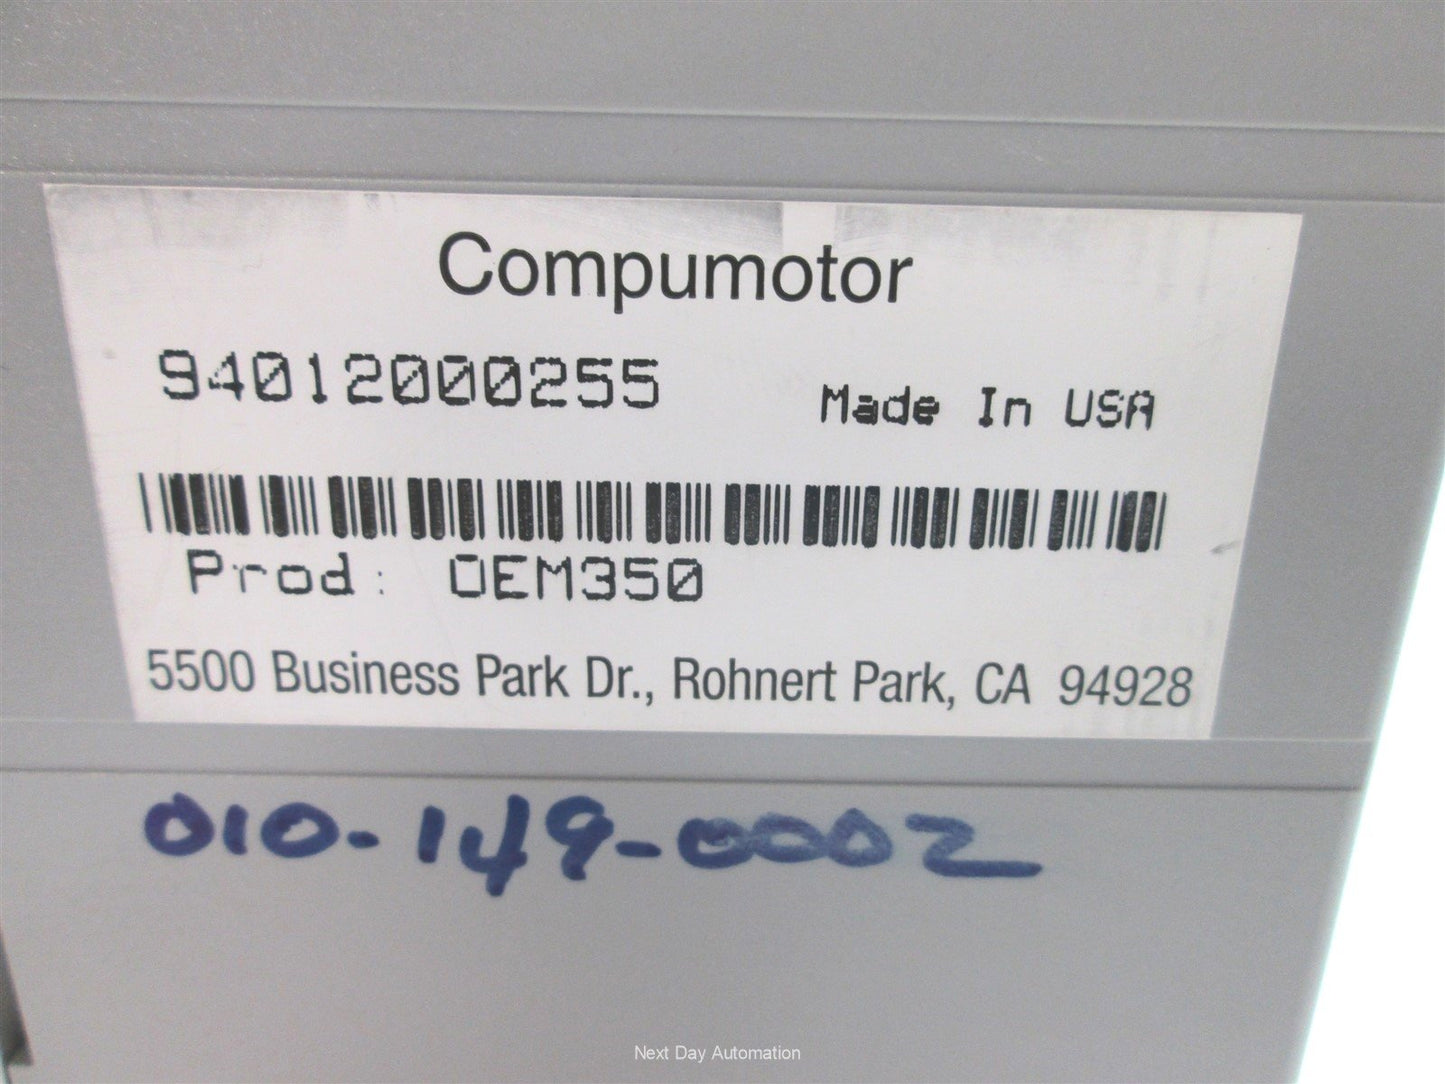 Compumotor
94012000255
Made In USA
Prod: OEM350
5500 Business Park Dr., Rohnert Park, CA 94928
010-149-0002
Next Day Automation